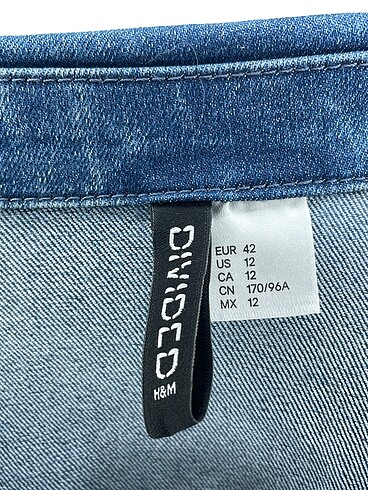 DIVIDED
H&M
EUR 42
US 12
CA 12
CN 170/96A
MX 12